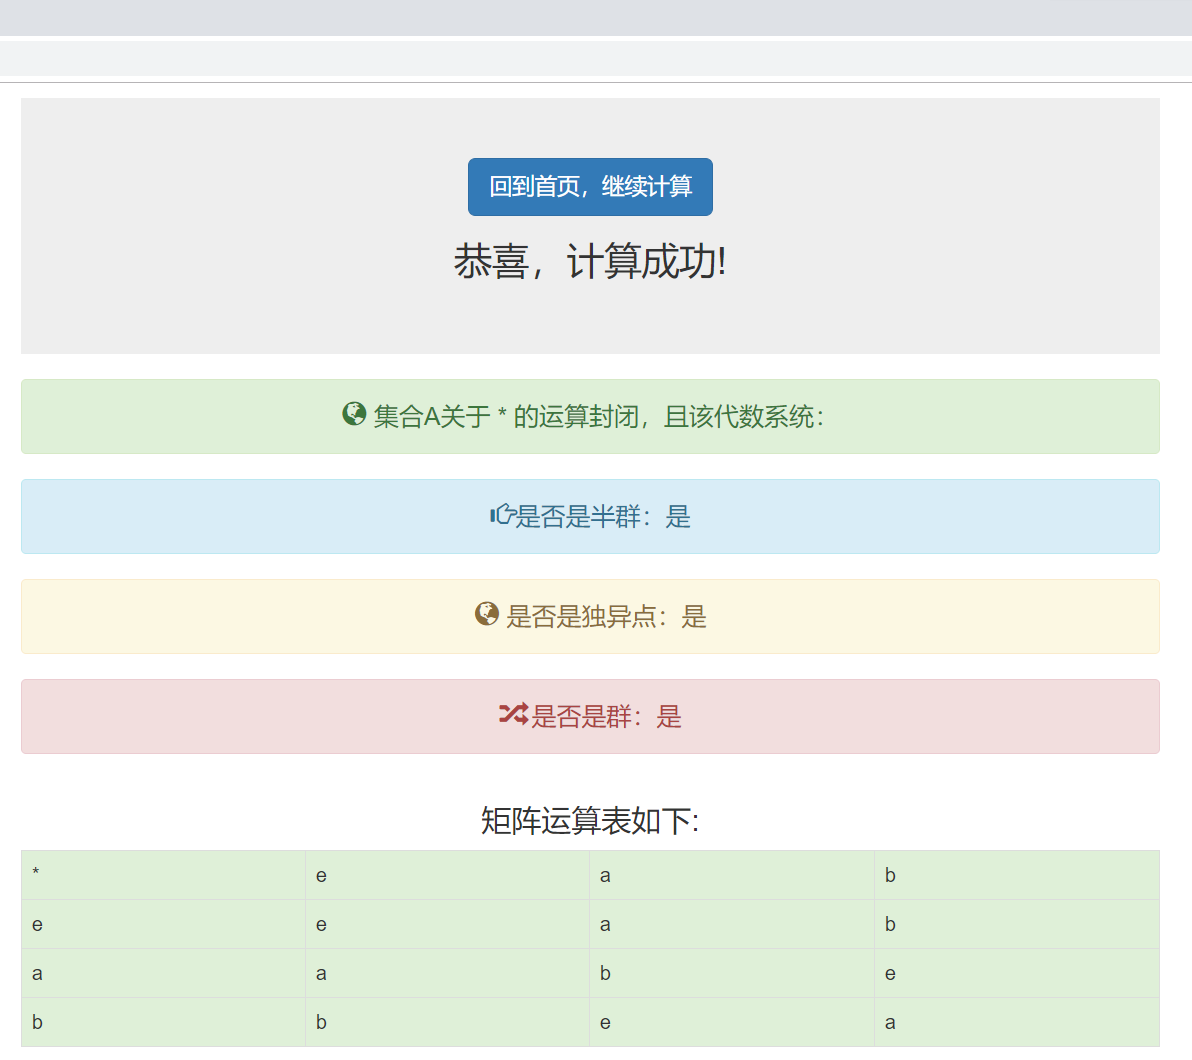 回到首页，继续计算
恭喜，计算成功!
集合A关于 * 的运算封闭，且该代数系统：
是否是半群：是
是否是独异点：是
是否是群：是
矩阵运算表如下:
* e a b
e e a b
a a b e
b b e a